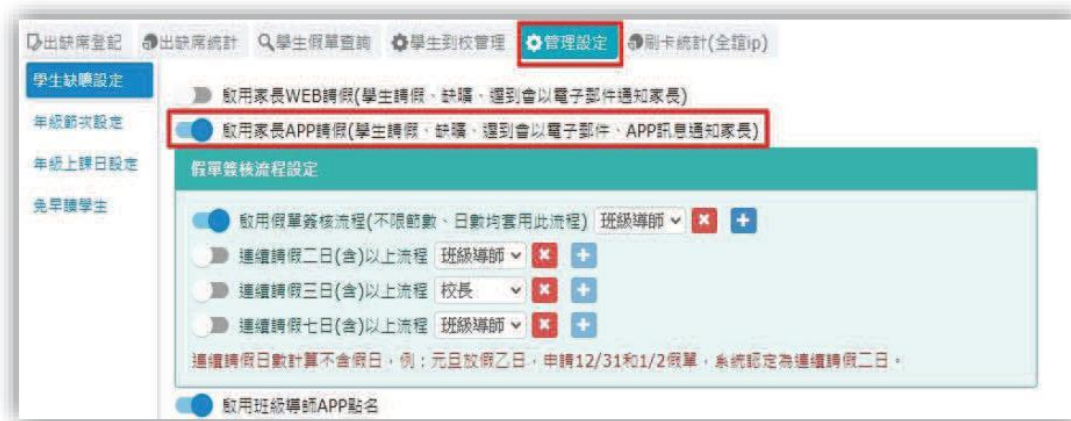 出缺席登記 出缺席統計 學生假單查詢 學生到校管理 管理設定 刷卡統計(全誼ip)
學生缺曠設定
年級節次設定
年級上課日設定
免早讀學生
啟用家長WEB請假(學生請假、缺曠、遲到會以電子郵件通知家長)
啟用家長APP請假(學生請假、缺曠、遲到會以電子郵件、APP訊息通知家長)
假單簽核流程設定
啟用假單簽核流程(不限節數、日數均套用此流程) 班級導師
連續請假二日(含)以上流程 班級導師
連續請假三日(含)以上流程 校長
連續請假七日(含)以上流程 班級導師
連續請假日數計算不含假日，例：元旦放假乙日，申請12/31和1/2假單，系統認定為連續請假二日。
啟用班級導師APP點名